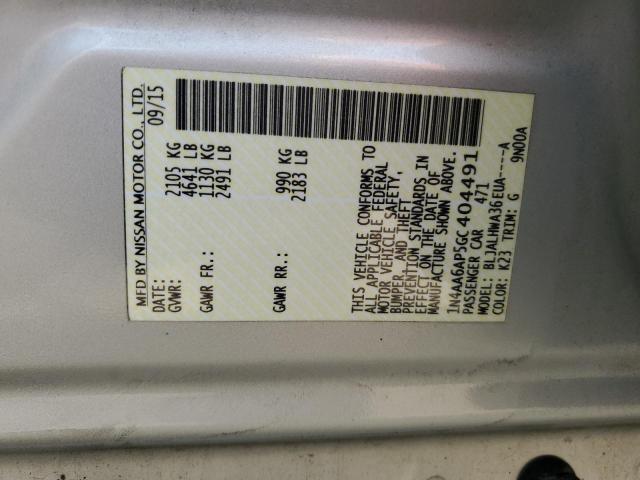 MFD BY NISSAN MOTOR CO., LTD.
DATE: 09/15
GVWR: 2105 KG
4641 LB
GAWR FR.: 1130 KG
2491 LB
GAWR RR.: 990 KG
2183 LB
THIS VEHICLE CONFORMS TO
ALL APPLICABLE FEDERAL
MOTOR VEHICLE SAFETY,
BUMPER, AND THEFT
PREVENTION STANDARDS IN
EFFECT ON THE DATE OF
MANUFACTURE SHOWN ABOVE.
1N4AA6AP5GC404491
PASSENGER CAR 471
MODEL: BLJALHWA36EUA----A
COLOR: K23 TRIM: G 9N00A